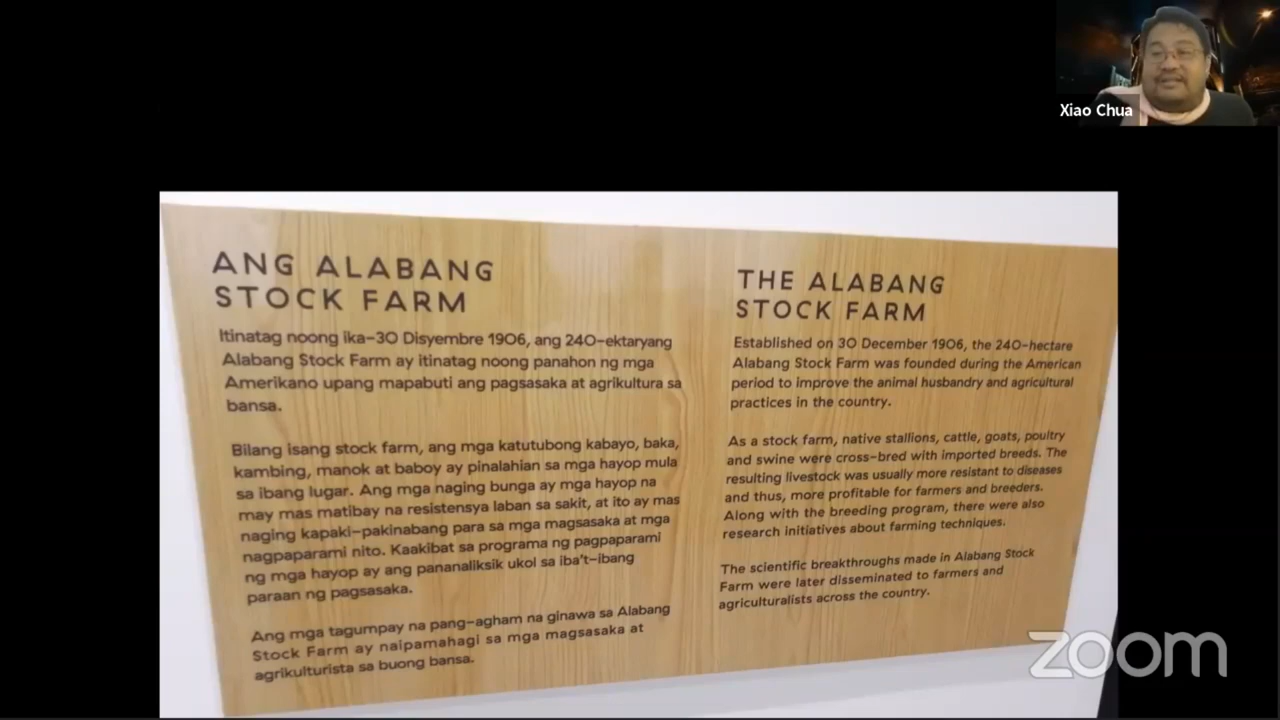 Xiao Chua
ANG ALABANG
STOCK FARM
Itinatag noong ika-30 Disyembre 1906, ang 240-ektaryang
Alabang Stock Farm ay itinatag noong panahon ng mga
Amerikano upang mapabuti ang pagsasaka at agrikultura sa
bansa.
Bilang isang stock farm, ang mga katutubong kabayo, baka,
kambing, manok at baboy ay pinalahian sa mga hayop mula
sa ibang lugar. Ang mga naging bunga ay mga hayop na
may mas matibay na resistensya laban sa sakit, at ito ay mas
naging kapaki-pakinabang para sa mga magsasaka at mga
nagpaparami nito. Kaakibat sa programa ng pagpaparami
ng mga hayop ay ang pananaliksik ukol sa iba't-ibang
paraan ng pagsasaka.
Ang mga tagumpay na pang-agham na ginawa sa Alabang
Stock Farm ay naipamahagi sa mga magsasaka at
agrikulturista sa buong bansa.
THE ALABANG
STOCK FARM
Established on 30 December 1906, the 240-hectare
Alabang Stock Farm was founded during the American
period to improve the animal husbandry and agricultural
practices in the country.
As a stock farm, native stallions, cattle, goats, poultry
and swine were cross-bred with imported breeds. The
resulting livestock was usually more resistant to diseases
and thus, more profitable for farmers and breeders.
Along with the breeding program, there were also
research initiatives about farming techniques.
The scientific breakthroughs made in Alabang Stock
Farm were later disseminated to farmers and
agriculturalists across the country.
zoom